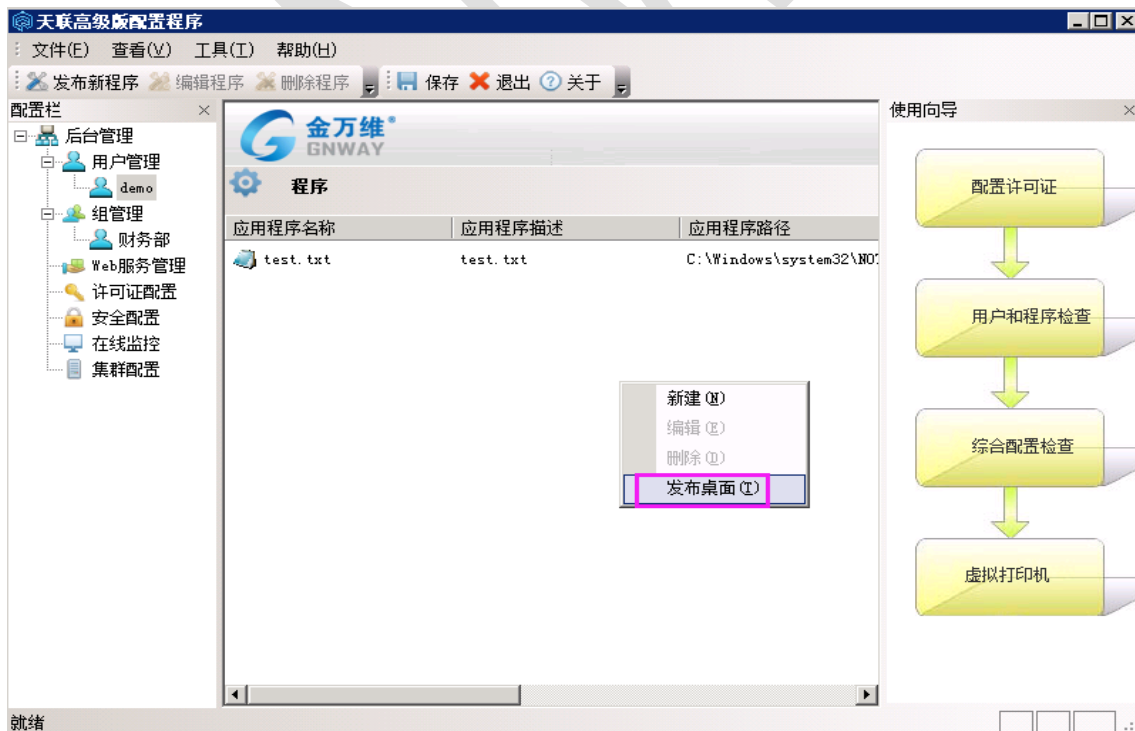 天联高级版配置程序
文件(F) 查看(V) 工具(T) 帮助(H)
发布新程序 编辑程序 删除程序 保存 退出 关于
配置栏
后台管理
用户管理
demo
组管理
财务部
Web服务管理
许可证配置
安全配置
在线监控
集群配置
金万维®
GNWAY
程序
应用程序名称 应用程序描述 应用程序路径
test.txt test.txt C:\Windows\system32\NOT
新建(N)
编辑(E)
删除(D)
发布桌面(T)
使用向导
配置许可证
用户和程序检查
综合配置检查
虚拟打印机
就绪